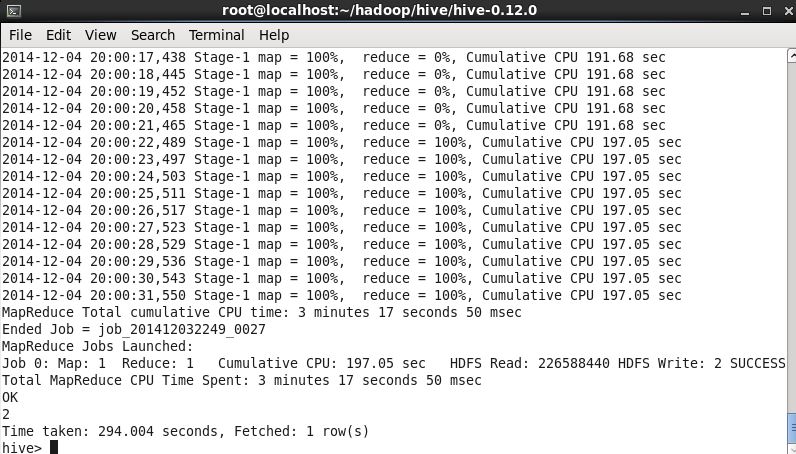 root@localhost:~/hadoop/hive/hive-0.12.0
File Edit View Search Terminal Help
2014-12-04 20:00:17,438 Stage-1 map = 100%,  reduce = 0%, Cumulative CPU 191.68 sec
2014-12-04 20:00:18,445 Stage-1 map = 100%,  reduce = 0%, Cumulative CPU 191.68 sec
2014-12-04 20:00:19,452 Stage-1 map = 100%,  reduce = 0%, Cumulative CPU 191.68 sec
2014-12-04 20:00:20,458 Stage-1 map = 100%,  reduce = 0%, Cumulative CPU 191.68 sec
2014-12-04 20:00:21,465 Stage-1 map = 100%,  reduce = 0%, Cumulative CPU 191.68 sec
2014-12-04 20:00:22,489 Stage-1 map = 100%,  reduce = 100%, Cumulative CPU 197.05 sec
2014-12-04 20:00:23,497 Stage-1 map = 100%,  reduce = 100%, Cumulative CPU 197.05 sec
2014-12-04 20:00:24,503 Stage-1 map = 100%,  reduce = 100%, Cumulative CPU 197.05 sec
2014-12-04 20:00:25,511 Stage-1 map = 100%,  reduce = 100%, Cumulative CPU 197.05 sec
2014-12-04 20:00:26,517 Stage-1 map = 100%,  reduce = 100%, Cumulative CPU 197.05 sec
2014-12-04 20:00:27,523 Stage-1 map = 100%,  reduce = 100%, Cumulative CPU 197.05 sec
2014-12-04 20:00:28,529 Stage-1 map = 100%,  reduce = 100%, Cumulative CPU 197.05 sec
2014-12-04 20:00:29,536 Stage-1 map = 100%,  reduce = 100%, Cumulative CPU 197.05 sec
2014-12-04 20:00:30,543 Stage-1 map = 100%,  reduce = 100%, Cumulative CPU 197.05 sec
2014-12-04 20:00:31,550 Stage-1 map = 100%,  reduce = 100%, Cumulative CPU 197.05 sec
MapReduce Total cumulative CPU time: 3 minutes 17 seconds 50 msec
Ended Job = job_201412032249_0027
MapReduce Jobs Launched:
Job 0: Map: 1  Reduce: 1   Cumulative CPU: 197.05 sec   HDFS Read: 226588440 HDFS Write: 2 SUCCESS
Total MapReduce CPU Time Spent: 3 minutes 17 seconds 50 msec
OK
2
Time taken: 294.004 seconds, Fetched: 1 row(s)
hive>